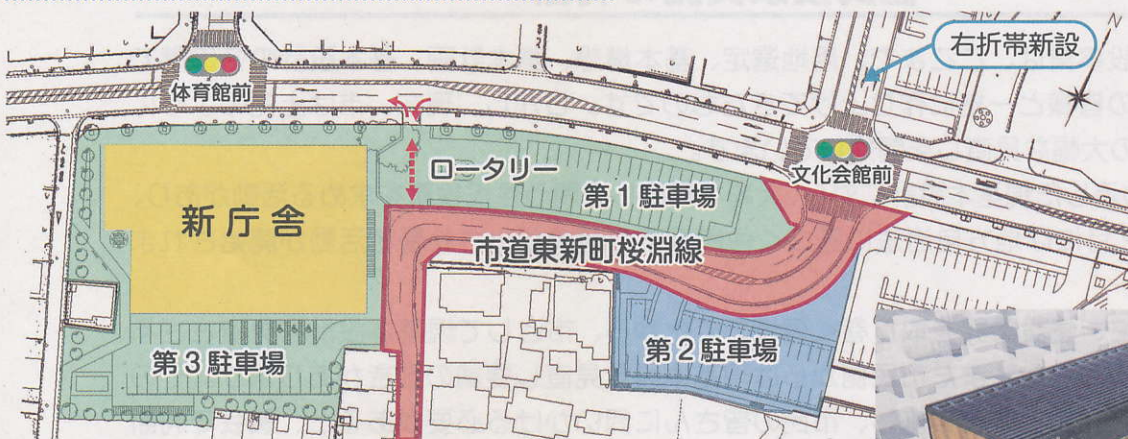 右折帯新設
N
体育館前
文化会館前
ロータリー
第1駐車場
新庁舎
市道東新町桜淵線
第3駐車場
第2駐車場